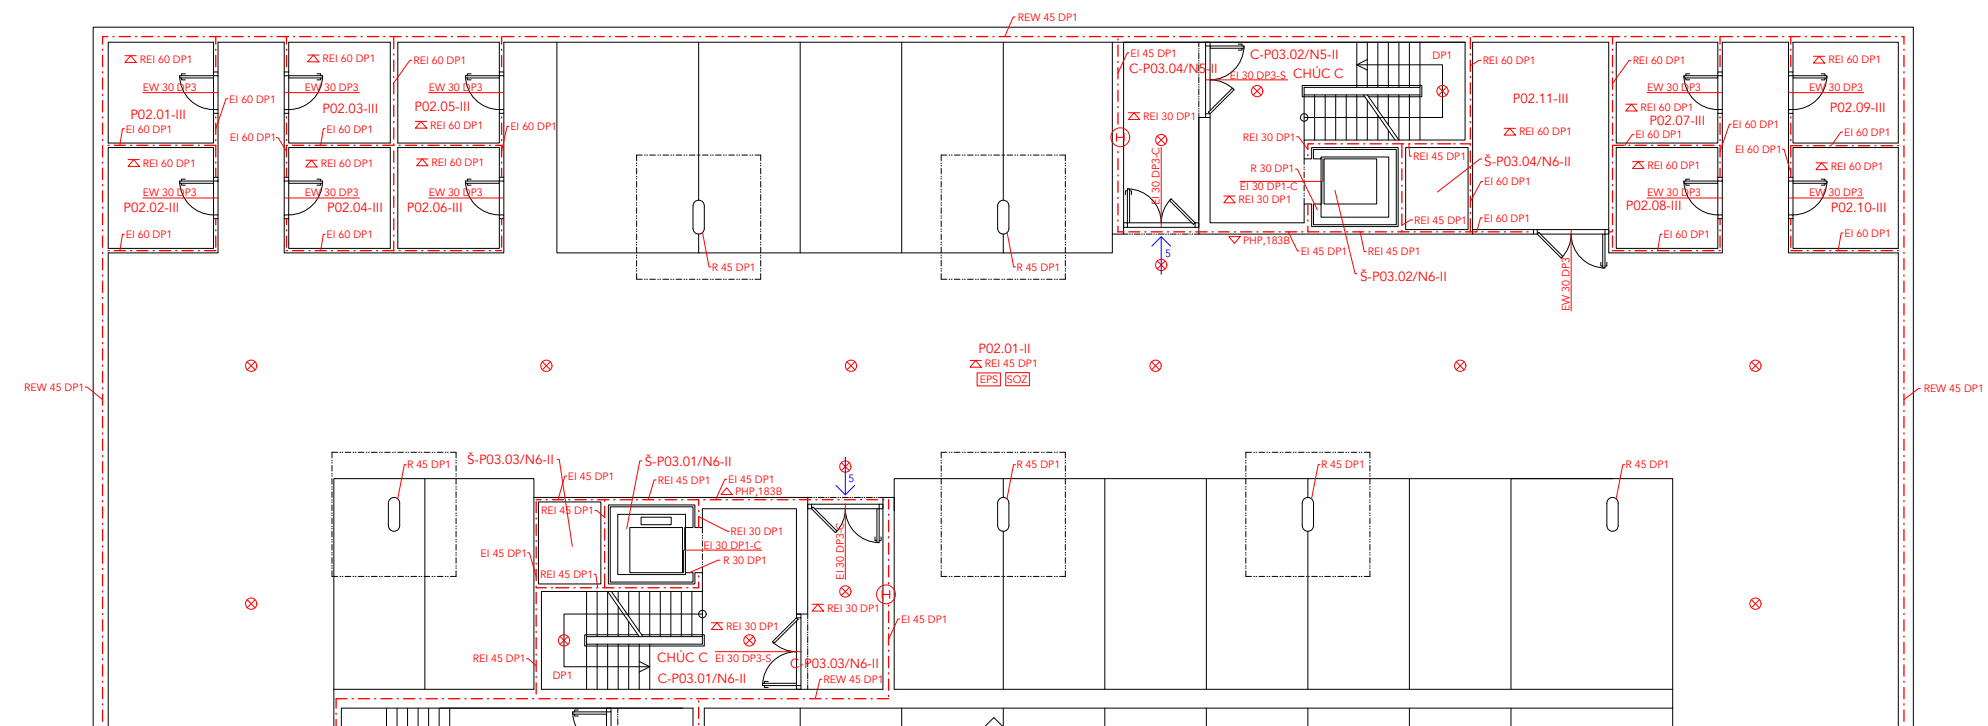 REW 45 DP1
REI 60 DP1
EW 30 DP3
P02.01-III
EI 60 DP1
EI 60 DP1
REI 60 DP1
EW 30 DP3
P02.03-III
EI 60 DP1
EI 60 DP1
REI 60 DP1
P02.05-III
REI 60 DP1
EI 60 DP1
REI 60 DP1
EW 30 DP3
P02.02-III
EI 60 DP1
REI 60 DP1
EW 30 DP3
P02.04-III
EI 60 DP1
REI 60 DP1
P02.06-III
R 45 DP1
R 45 DP1
EI 45 DP1
C-P03.04/N5-II
REI 30 DP1
EI 30 DP3-C
5
C-P03.02/N5-II
EI 30 DP3-S
CHÚC C
DP1
REI 30 DP1
R 30 DP1
EI 30 DP1-C
REI 30 DP1
PHP,183B
EI 45 DP1
REI 45 DP1
Š-P03.02/N6-II
REI 45 DP1
REI 45 DP1
Š-P03.04/N6-II
EI 60 DP1
EI 60 DP1
REI 60 DP1
P02.11-III
REI 60 DP1
EW 30 DP3
REI 60 DP1
EW 30 DP3
REI 60 DP1
P02.07-III
EI 60 DP1
EI 60 DP1
EI 60 DP1
REI 60 DP1
EW 30 DP3
P02.09-III
EI 60 DP1
REI 60 DP1
EW 30 DP3
P02.08-III
EI 60 DP1
REI 60 DP1
EW 30 DP3
P02.10-III
EI 60 DP1
P02.01-II
REI 45 DP1
EPS SOZ
REW 45 DP1
REW 45 DP1
R 45 DP1
Š-P03.03/N6-II
EI 45 DP1
Š-P03.01/N6-II
REI 45 DP1
EI 45 DP1
PHP,183B
5
REI 45 DP1
EI 45 DP1
REI 45 DP1
REI 30 DP1
EI 30 DP1-C
R 30 DP1
EI 30 DP3-C
REI 30 DP1
REI 30 DP1
EI 45 DP1
REI 45 DP1
DP1
CHÚC C
EI 30 DP3-S
C-P03.01/N6-II
C-P03.03/N6-II
REW 45 DP1
R 45 DP1
R 45 DP1
R 45 DP1